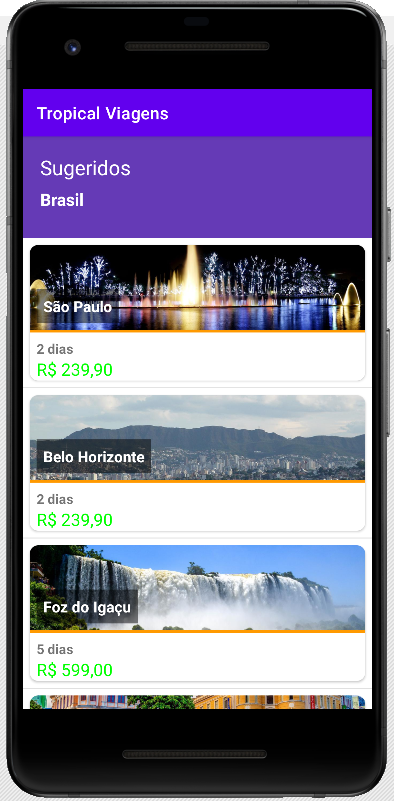 Tropical Viagens
Sugeridos
Brasil
São Paulo
2 dias
R$ 239,90
Belo Horizonte
2 dias
R$ 239,90
Foz do Igaçu
5 dias
R$ 599,00